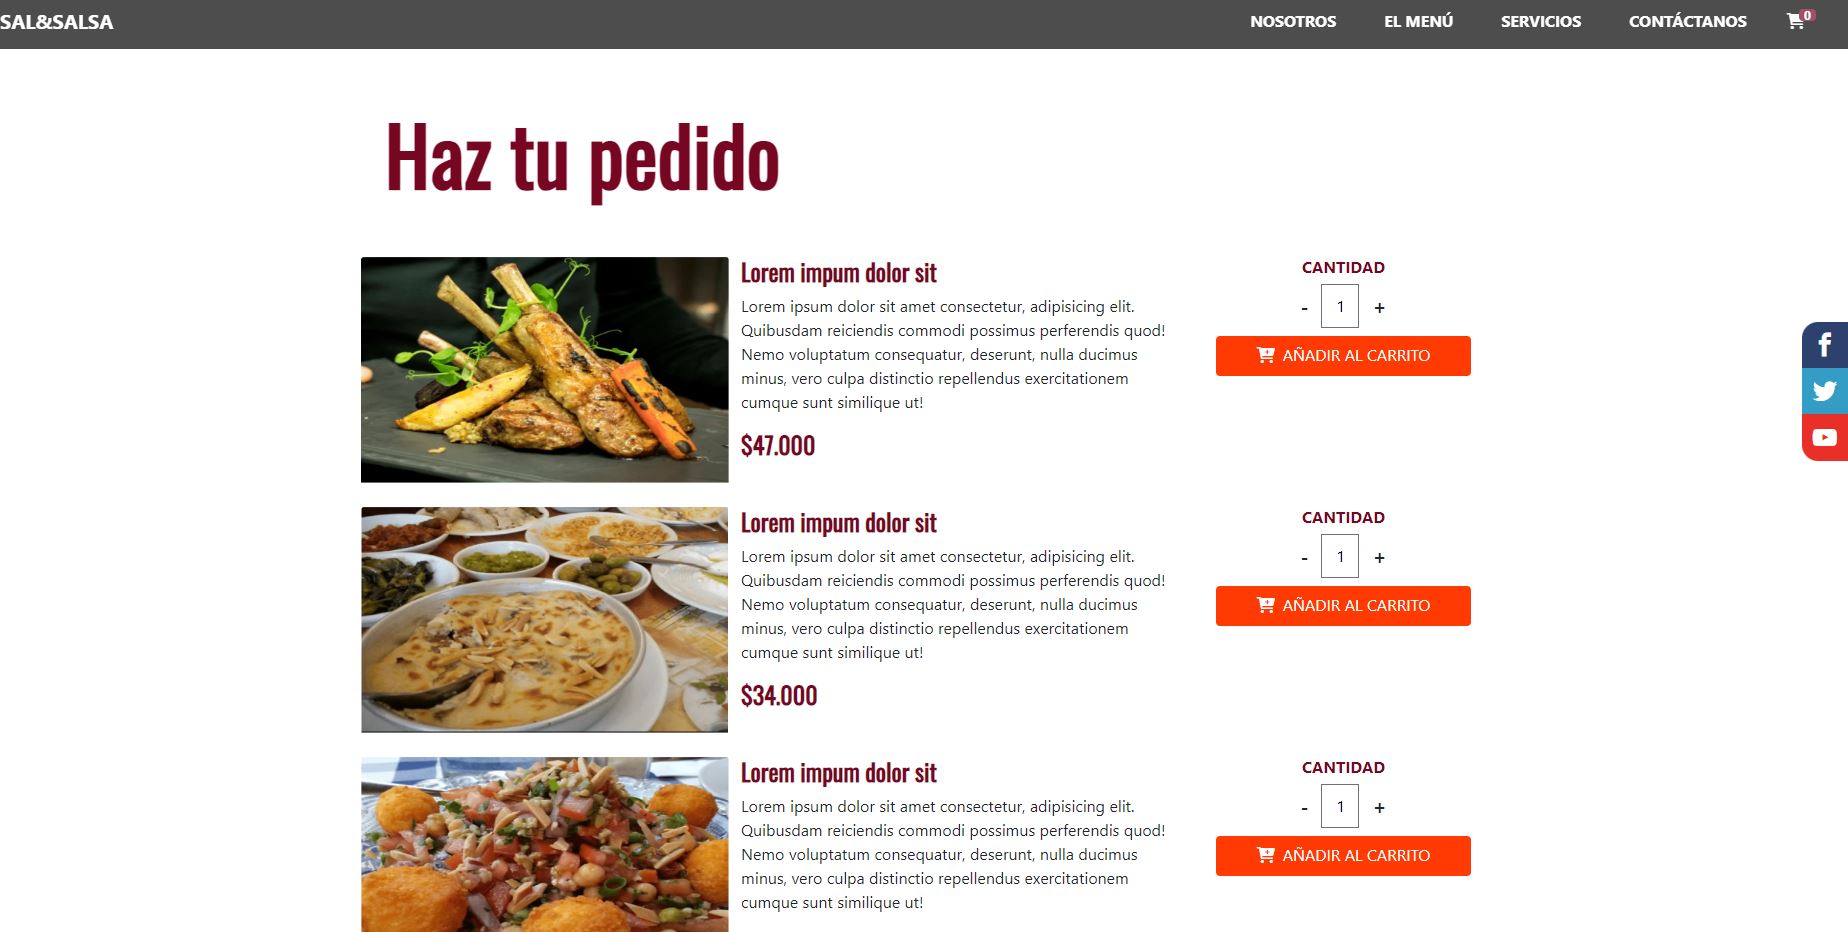 SAL&SALSA
NOSOTROS
EL MENÚ
SERVICIOS
CONTÁCTANOS
0
Haz tu pedido
Lorem impum dolor sit
Lorem ipsum dolor sit amet consectetur, adipisicing elit.
Quibusdam reiciendis commodi possimus perferendis quod!
Nemo voluptatum consequatur, deserunt, nulla ducimus
minus, vero culpa distinctio repellendus exercitationem
cumque sunt similique ut!
$47.000
CANTIDAD
- 1 +
AÑADIR AL CARRITO
Lorem impum dolor sit
Lorem ipsum dolor sit amet consectetur, adipisicing elit.
Quibusdam reiciendis commodi possimus perferendis quod!
Nemo voluptatum consequatur, deserunt, nulla ducimus
minus, vero culpa distinctio repellendus exercitationem
cumque sunt similique ut!
$34.000
CANTIDAD
- 1 +
AÑADIR AL CARRITO
Lorem impum dolor sit
Lorem ipsum dolor sit amet consectetur, adipisicing elit.
Quibusdam reiciendis commodi possimus perferendis quod!
Nemo voluptatum consequatur, deserunt, nulla ducimus
minus, vero culpa distinctio repellendus exercitationem
cumque sunt similique ut!
CANTIDAD
- 1 +
AÑADIR AL CARRITO